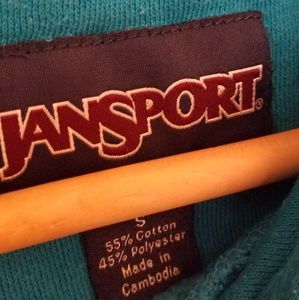 JANSPORT®
S
55% Cotton
45% Polyester
Made in
Cambodia